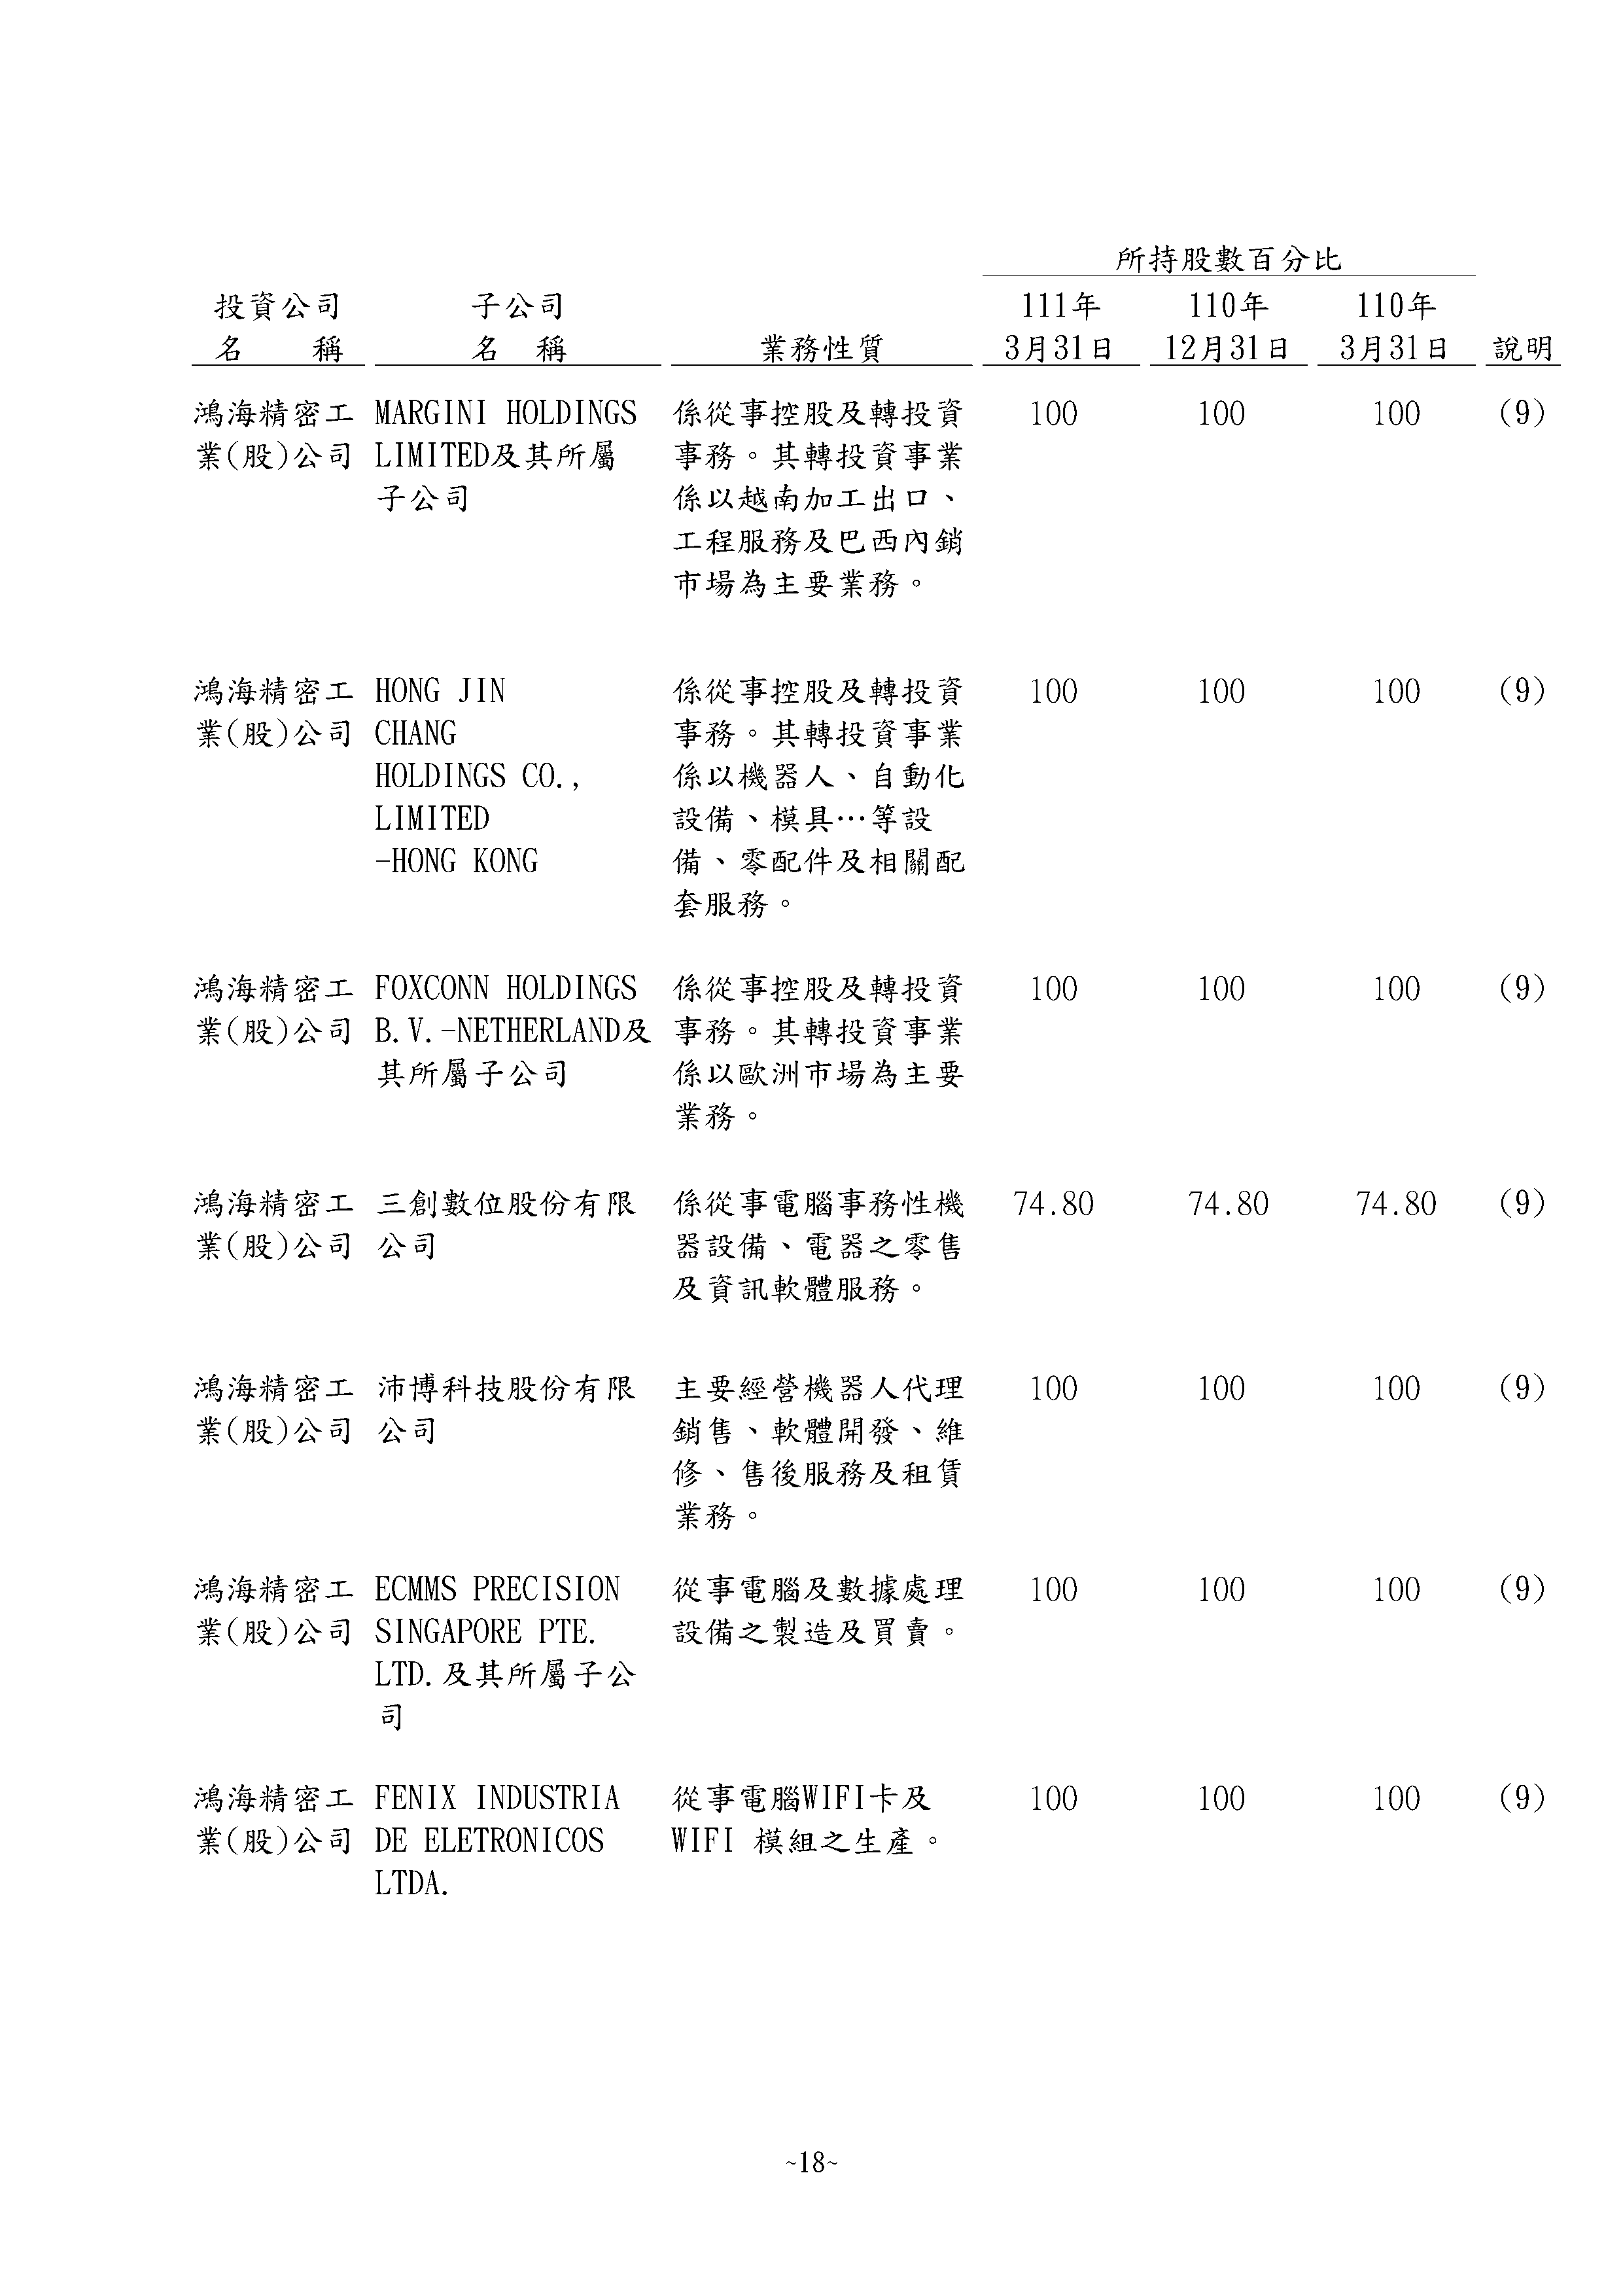 所持股數百分比
投資公司 子公司 111年 110年 110年
名 稱 名 稱 業務性質 3月31日 12月31日 3月31日 說明
鴻海精密工 MARGINI HOLDINGS 係從事控股及轉投資 100 100 100 (9)
業(股)公司 LIMITED及其所屬 事務。其轉投資事業
子公司 係以越南加工出口、
工程服務及巴西內銷
市場為主要業務。
鴻海精密工 HONG JIN 係從事控股及轉投資 100 100 100 (9)
業(股)公司 CHANG 事務。其轉投資事業
HOLDINGS CO., 係以機器人、自動化
LIMITED 設備、模具…等設
-HONG KONG 備、零配件及相關配
套服務。
鴻海精密工 FOXCONN HOLDINGS 係從事控股及轉投資 100 100 100 (9)
業(股)公司 B.V.-NETHERLAND及 事務。其轉投資事業
其所屬子公司 係以歐洲市場為主要
業務。
鴻海精密工 三創數位股份有限 係從事電腦事務性機 74.80 74.80 74.80 (9)
業(股)公司 公司 器設備、電器之零售
及資訊軟體服務。
鴻海精密工 沛博科技股份有限 主要經營機器人代理 100 100 100 (9)
業(股)公司 公司 銷售、軟體開發、維
修、售後服務及租賃
業務。
鴻海精密工 ECMMS PRECISION 從事電腦及數據處理 100 100 100 (9)
業(股)公司 SINGAPORE PTE. 設備之製造及買賣。
LTD.及其所屬子公
司
鴻海精密工 FENIX INDUSTRIA 從事電腦WIFI卡及 100 100 100 (9)
業(股)公司 DE ELETRONICOS WIFI 模組之生產。
LTDA.
~18~